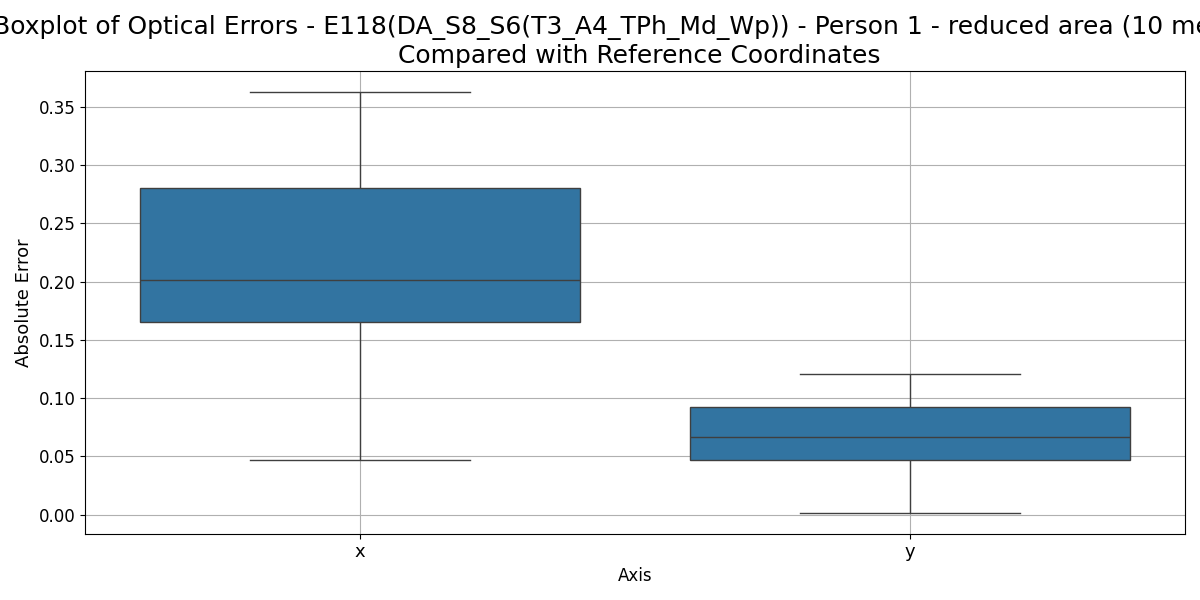 Boxplot of Optical Errors - E118(DA_S8_S6(T3_A4_TPh_Md_Wp)) - Person 1 - reduced area (10 me
Compared with Reference Coordinates
0.35
0.30
0.25
0.20
0.15
0.10
0.05
0.00
Absolute Error
x
y
Axis